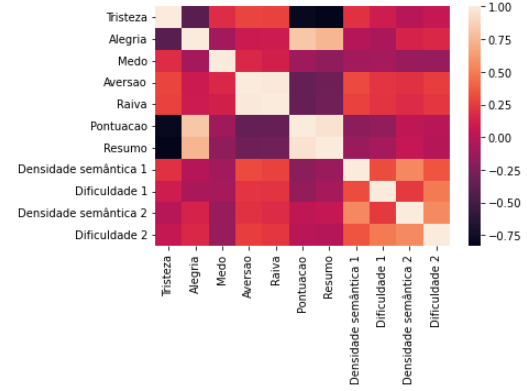 Tristeza
Alegria
Medo
Aversao
Raiva
Pontuacao
Resumo
Densidade semântica 1
Dificuldade 1
Densidade semântica 2
Dificuldade 2
Tristeza
Alegria
Medo
Aversao
Raiva
Pontuacao
Resumo
Densidade semântica 1
Dificuldade 1
Densidade semântica 2
Dificuldade 2
1.00
0.75
0.50
0.25
0.00
−0.25
−0.50
−0.75